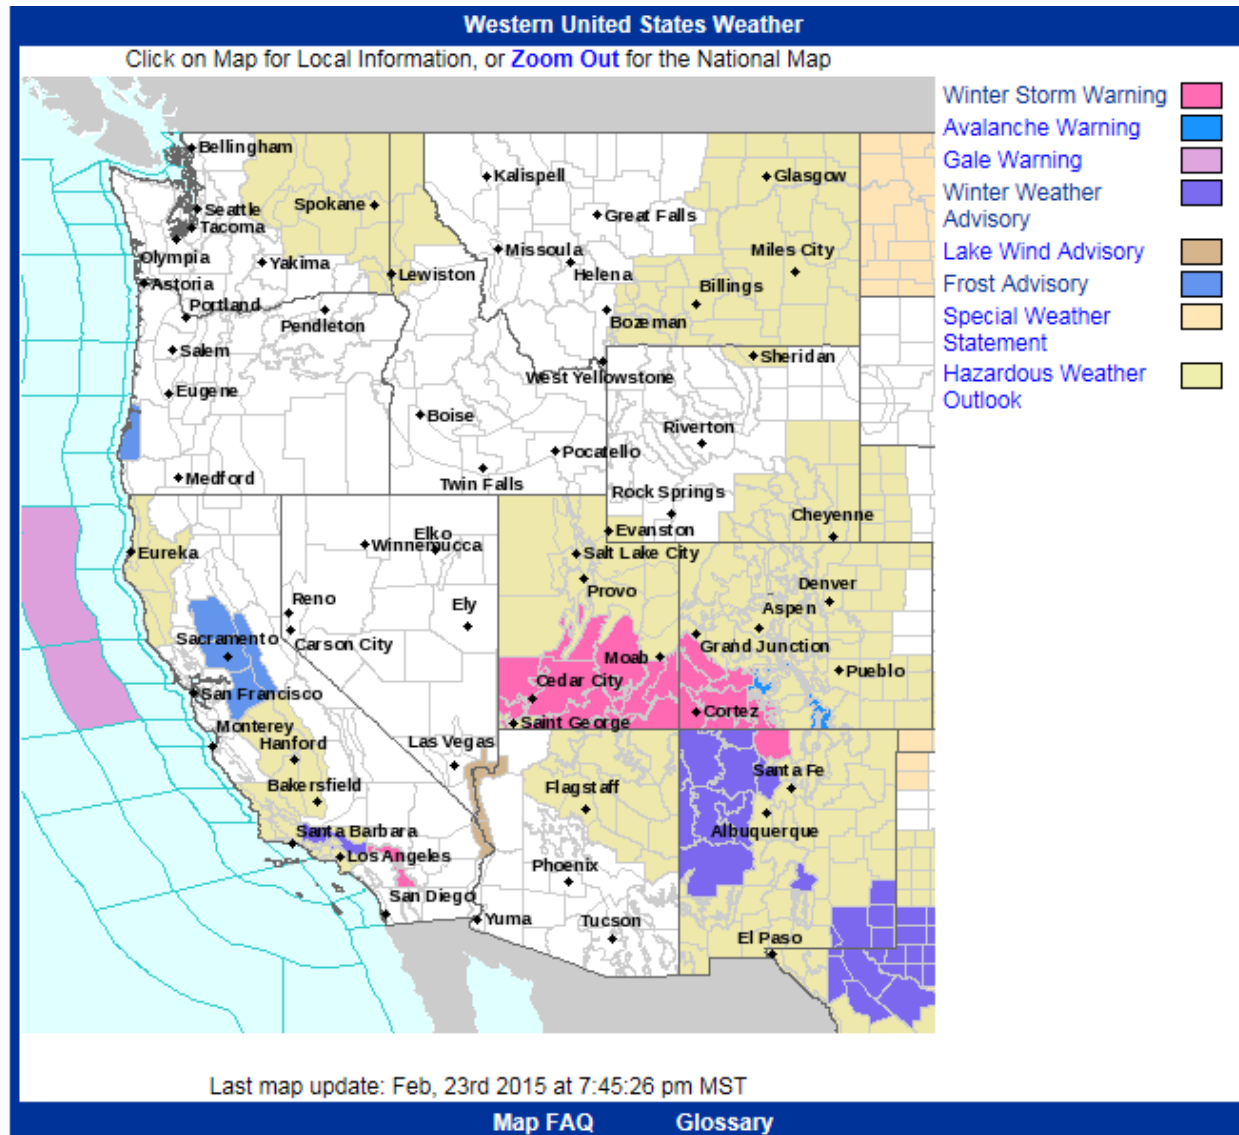 Western United States Weather
Click on Map for Local Information, or Zoom Out for the National Map
Winter Storm Warning
Avalanche Warning
Gale Warning
Winter Weather
Advisory
Lake Wind Advisory
Frost Advisory
Special Weather
Statement
Hazardous Weather
Outlook
Bellingham
Kalispell
Glasgow
Spokane
Seattle
Great Falls
Tacoma
Olympia
Missoula
Miles City
Yakima
Helena
Lewiston
Astoria
Billings
Portland
Pendleton
Bozeman
Salem
Sheridan
West Yellowstone
Eugene
Boise
Riverton
Pocatello
Medford
Twin Falls
Rock Springs
Cheyenne
Evanston
Elko
Winnemucca
Eureka
Salt Lake City
Provo
Denver
Reno
Ely
Aspen
Sacramento
Carson City
Grand Junction
Moab
Pueblo
Cedar City
San Francisco
Cortez
Saint George
Monterey
Hanford
Las Vegas
Santa Fe
Bakersfield
Flagstaff
Santa Barbara
Albuquerque
Los Angeles
Phoenix
San Diego
Yuma
Tucson
El Paso
Last map update: Feb, 23rd 2015 at 7:45:26 pm MST
Map FAQ
Glossary